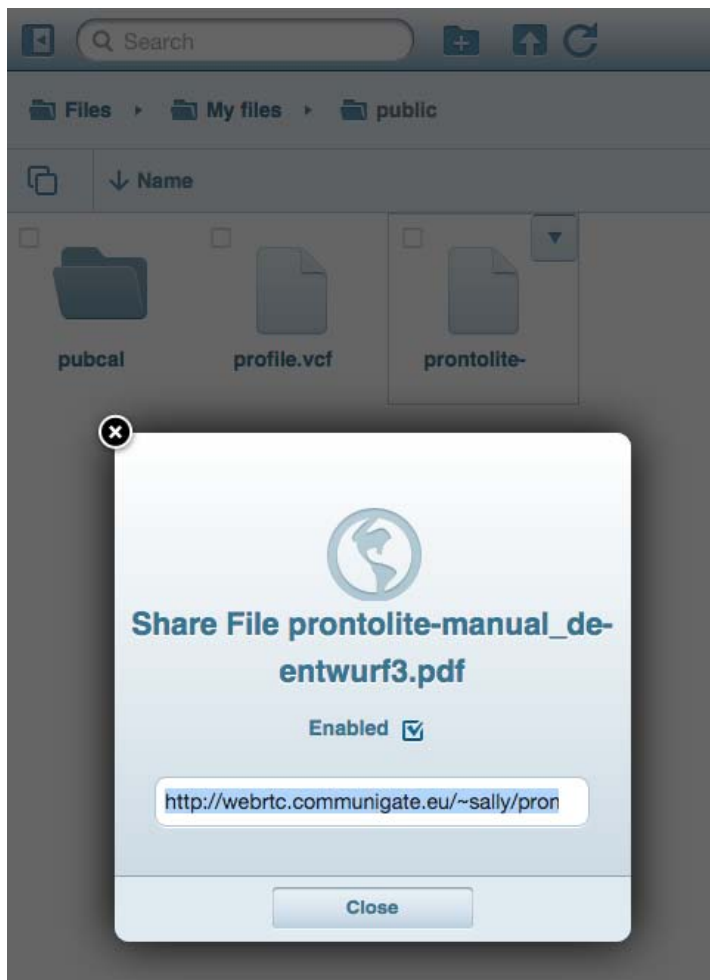 Search
Files My files public
Name
pubcal profile.vcf prontolite-
Share File prontolite-manual_de-
entwurf3.pdf
Enabled
http://webrtc.communigate.eu/~sally/pron
Close